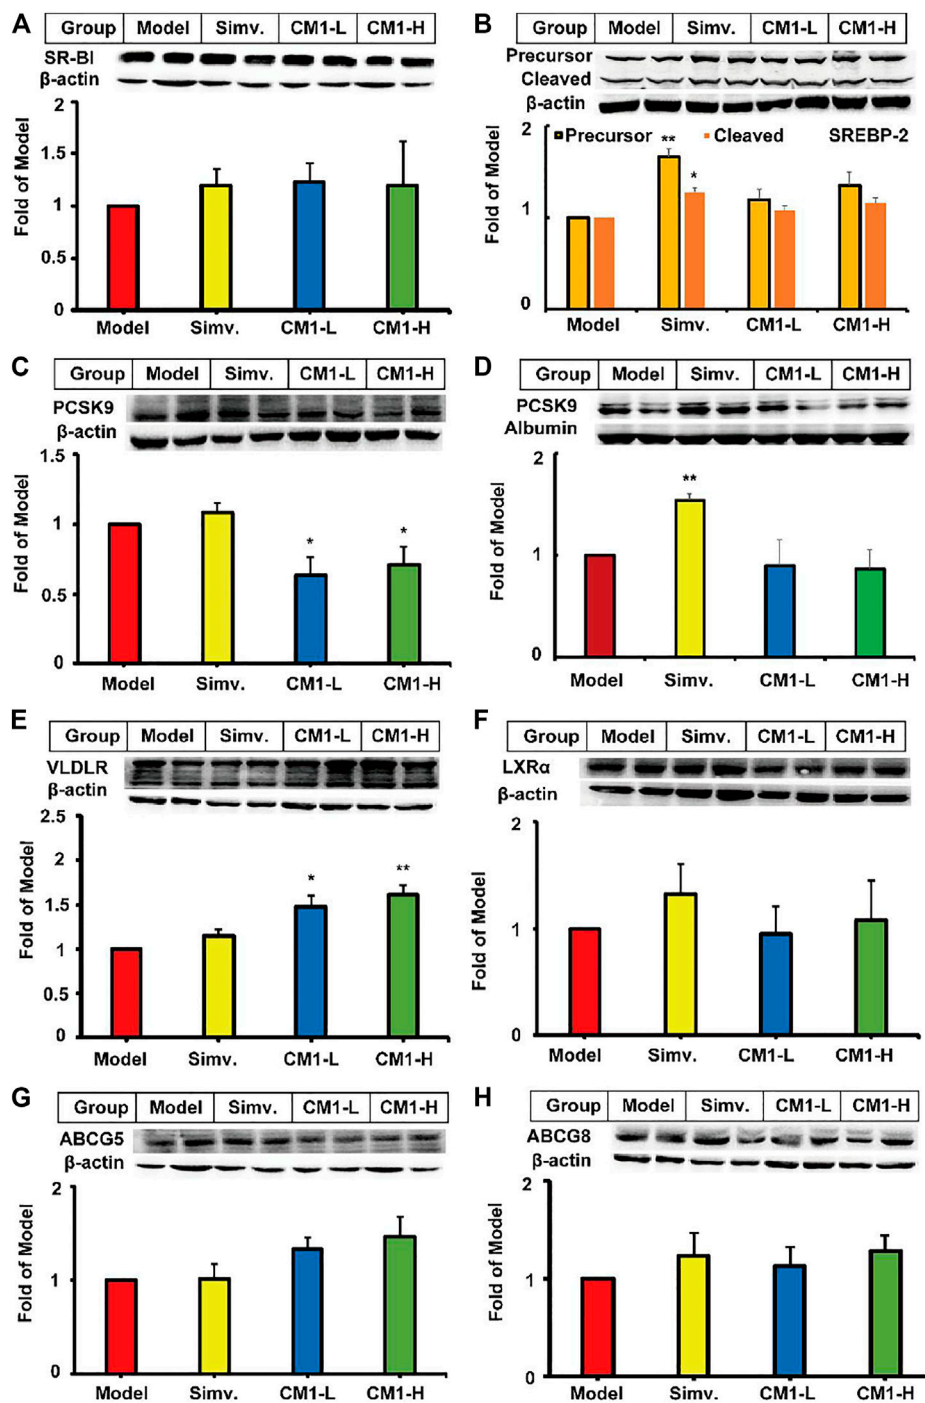 A
Group Model Simv. CM1-L CM1-H
SR-BI
β-actin
2
1.5
1
0.5
0
Fold of Model
Model Simv. CM1-L CM1-H
B
Group Model Simv. CM1-L CM1-H
Precursor
Cleaved
β-actin
Precursor Cleaved SREBP-2
2
1
0
Fold of Model
** *
Model Simv. CM1-L CM1-H
C
Group Model Simv. CM1-L CM1-H
PCSK9
β-actin
1.5
1
0.5
0
Fold of Model
* *
Model Simv. CM1-L CM1-H
D
Group Model Simv. CM1-L CM1-H
PCSK9
Albumin
2
1
0
Fold of Model
**
Model Simv. CM1-L CM1-H
E
Group Model Simv. CM1-L CM1-H
VLDLR
β-actin
2.5
2
1.5
1
0.5
0
Fold of Model
* **
Model Simv. CM1-L CM1-H
F
Group Model Simv. CM1-L CM1-H
LXRα
β-actin
2
1
0
Fold of Model
Model Simv. CM1-L CM1-H
G
Group Model Simv. CM1-L CM1-H
ABCG5
β-actin
2
1
0
Fold of Model
Model Simv. CM1-L CM1-H
H
Group Model Simv. CM1-L CM1-H
ABCG8
β-actin
2
1
0
Fold of Model
Model Simv. CM1-L CM1-H